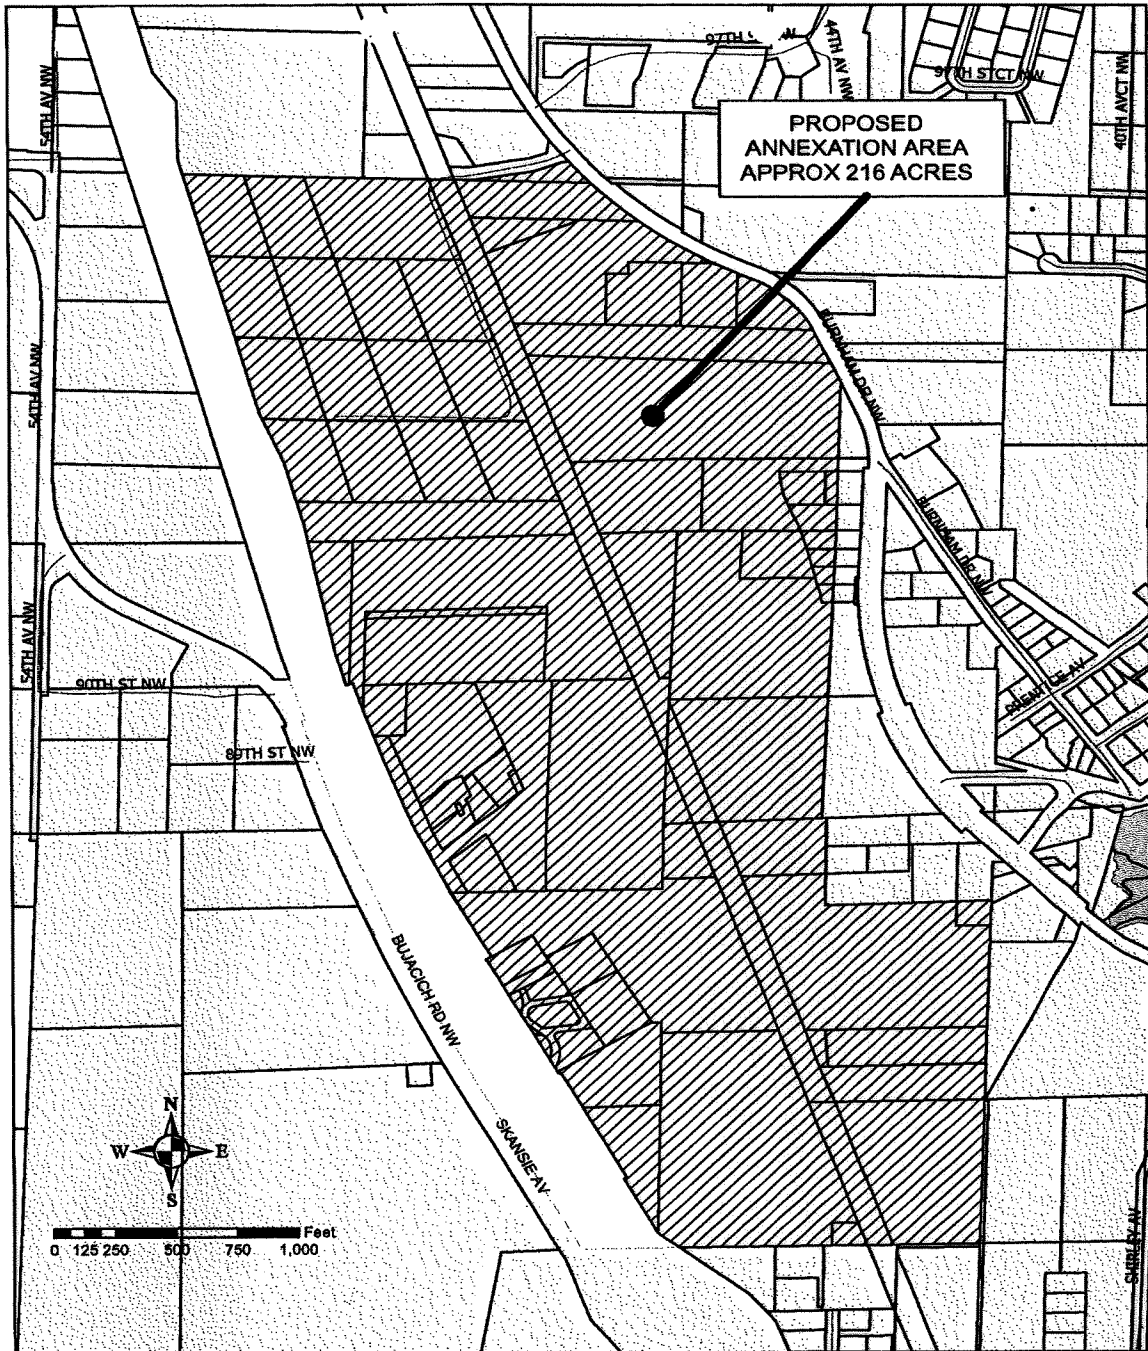 54TH AV NW
44TH AV NW
97TH STCT NW
40TH AVCT NW
PROPOSED
ANNEXATION AREA
APPROX 216 ACRES
BURNHAM DR NW
54TH AV NW
BURNHAM DR NW
54TH AV NW
90TH ST NW
PRENTICE AV
89TH ST NW
BUJACICH RD NW
SKANSIE AV
N
W E
S
Feet
0 125 250 500 750 1,000
SHIRLEY AV